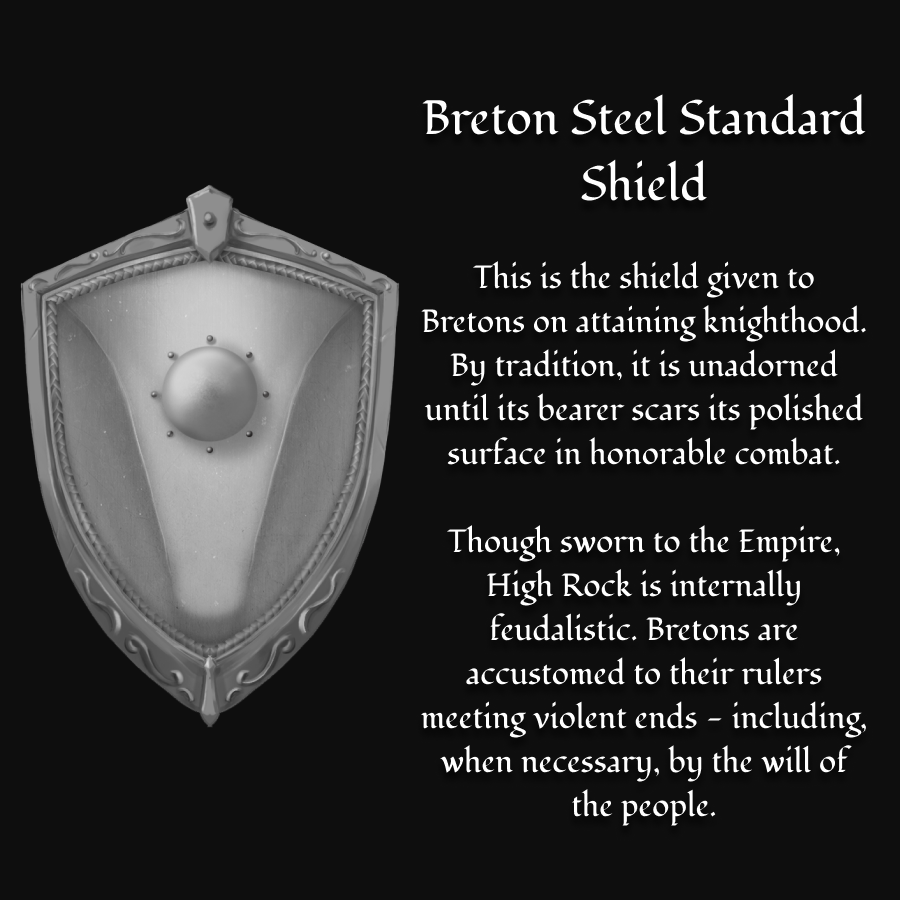 Breton Steel Standard
Shield
This is the shield given to
Bretons on attaining knighthood.
By tradition, it is unadorned
until its bearer scars its polished
surface in honorable combat.
Though sworn to the Empire,
High Rock is internally
feudalistic. Bretons are
accustomed to their rulers
meeting violent ends – including,
when necessary, by the will of
the people.